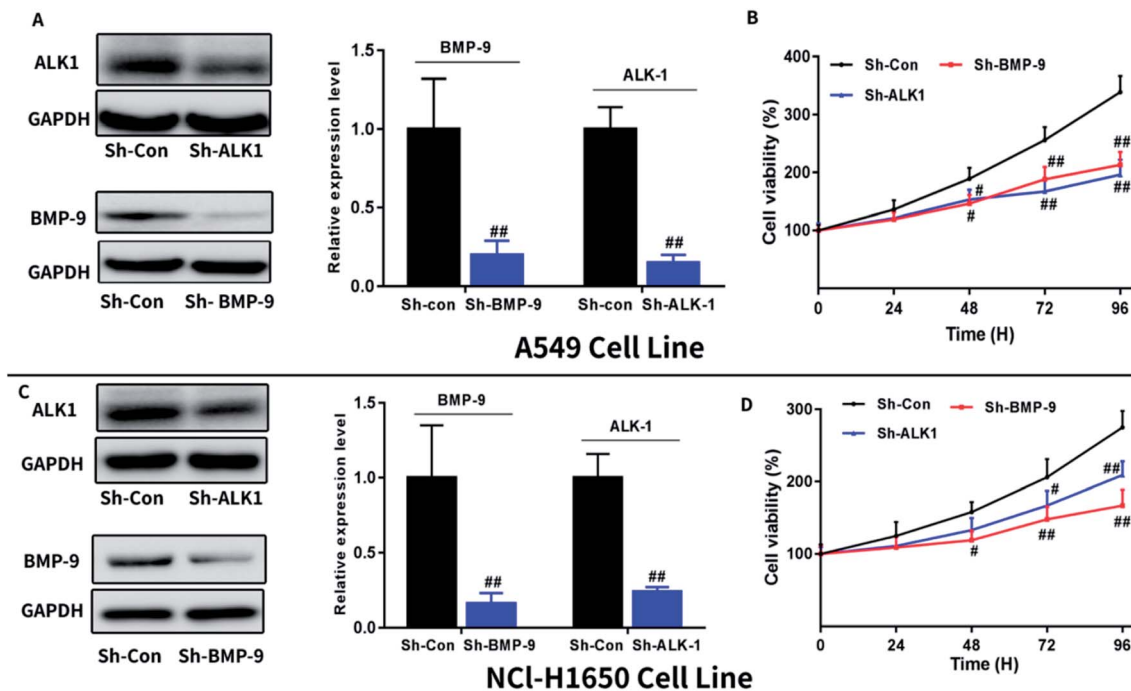 A
ALK1
GAPDH
Sh-Con Sh-ALK1
BMP-9
GAPDH
Sh-Con Sh- BMP-9
Relative expression level
1.5
1.0
0.5
0.0
BMP-9
ALK-1
##
##
Sh-con Sh-BMP-9 Sh-con Sh-ALK-1
B
Cell viability (%)
400
300
200
100
Sh-Con Sh-BMP-9
Sh-ALK1
#
#
##
##
##
##
0 24 48 72 96
Time (H)
A549 Cell Line
C
ALK1
GAPDH
Sh-Con Sh-ALK1
BMP-9
GAPDH
Sh-Con Sh-BMP-9
Relative expression level
1.5
1.0
0.5
0.0
BMP-9
ALK-1
##
##
Sh-Con Sh-BMP-9 Sh-Con Sh-ALK-1
D
Cell viability (%)
300
200
100
Sh-Con Sh-BMP-9
Sh-ALK1
#
#
##
##
##
0 24 48 72 96
Time (H)
NCl-H1650 Cell Line